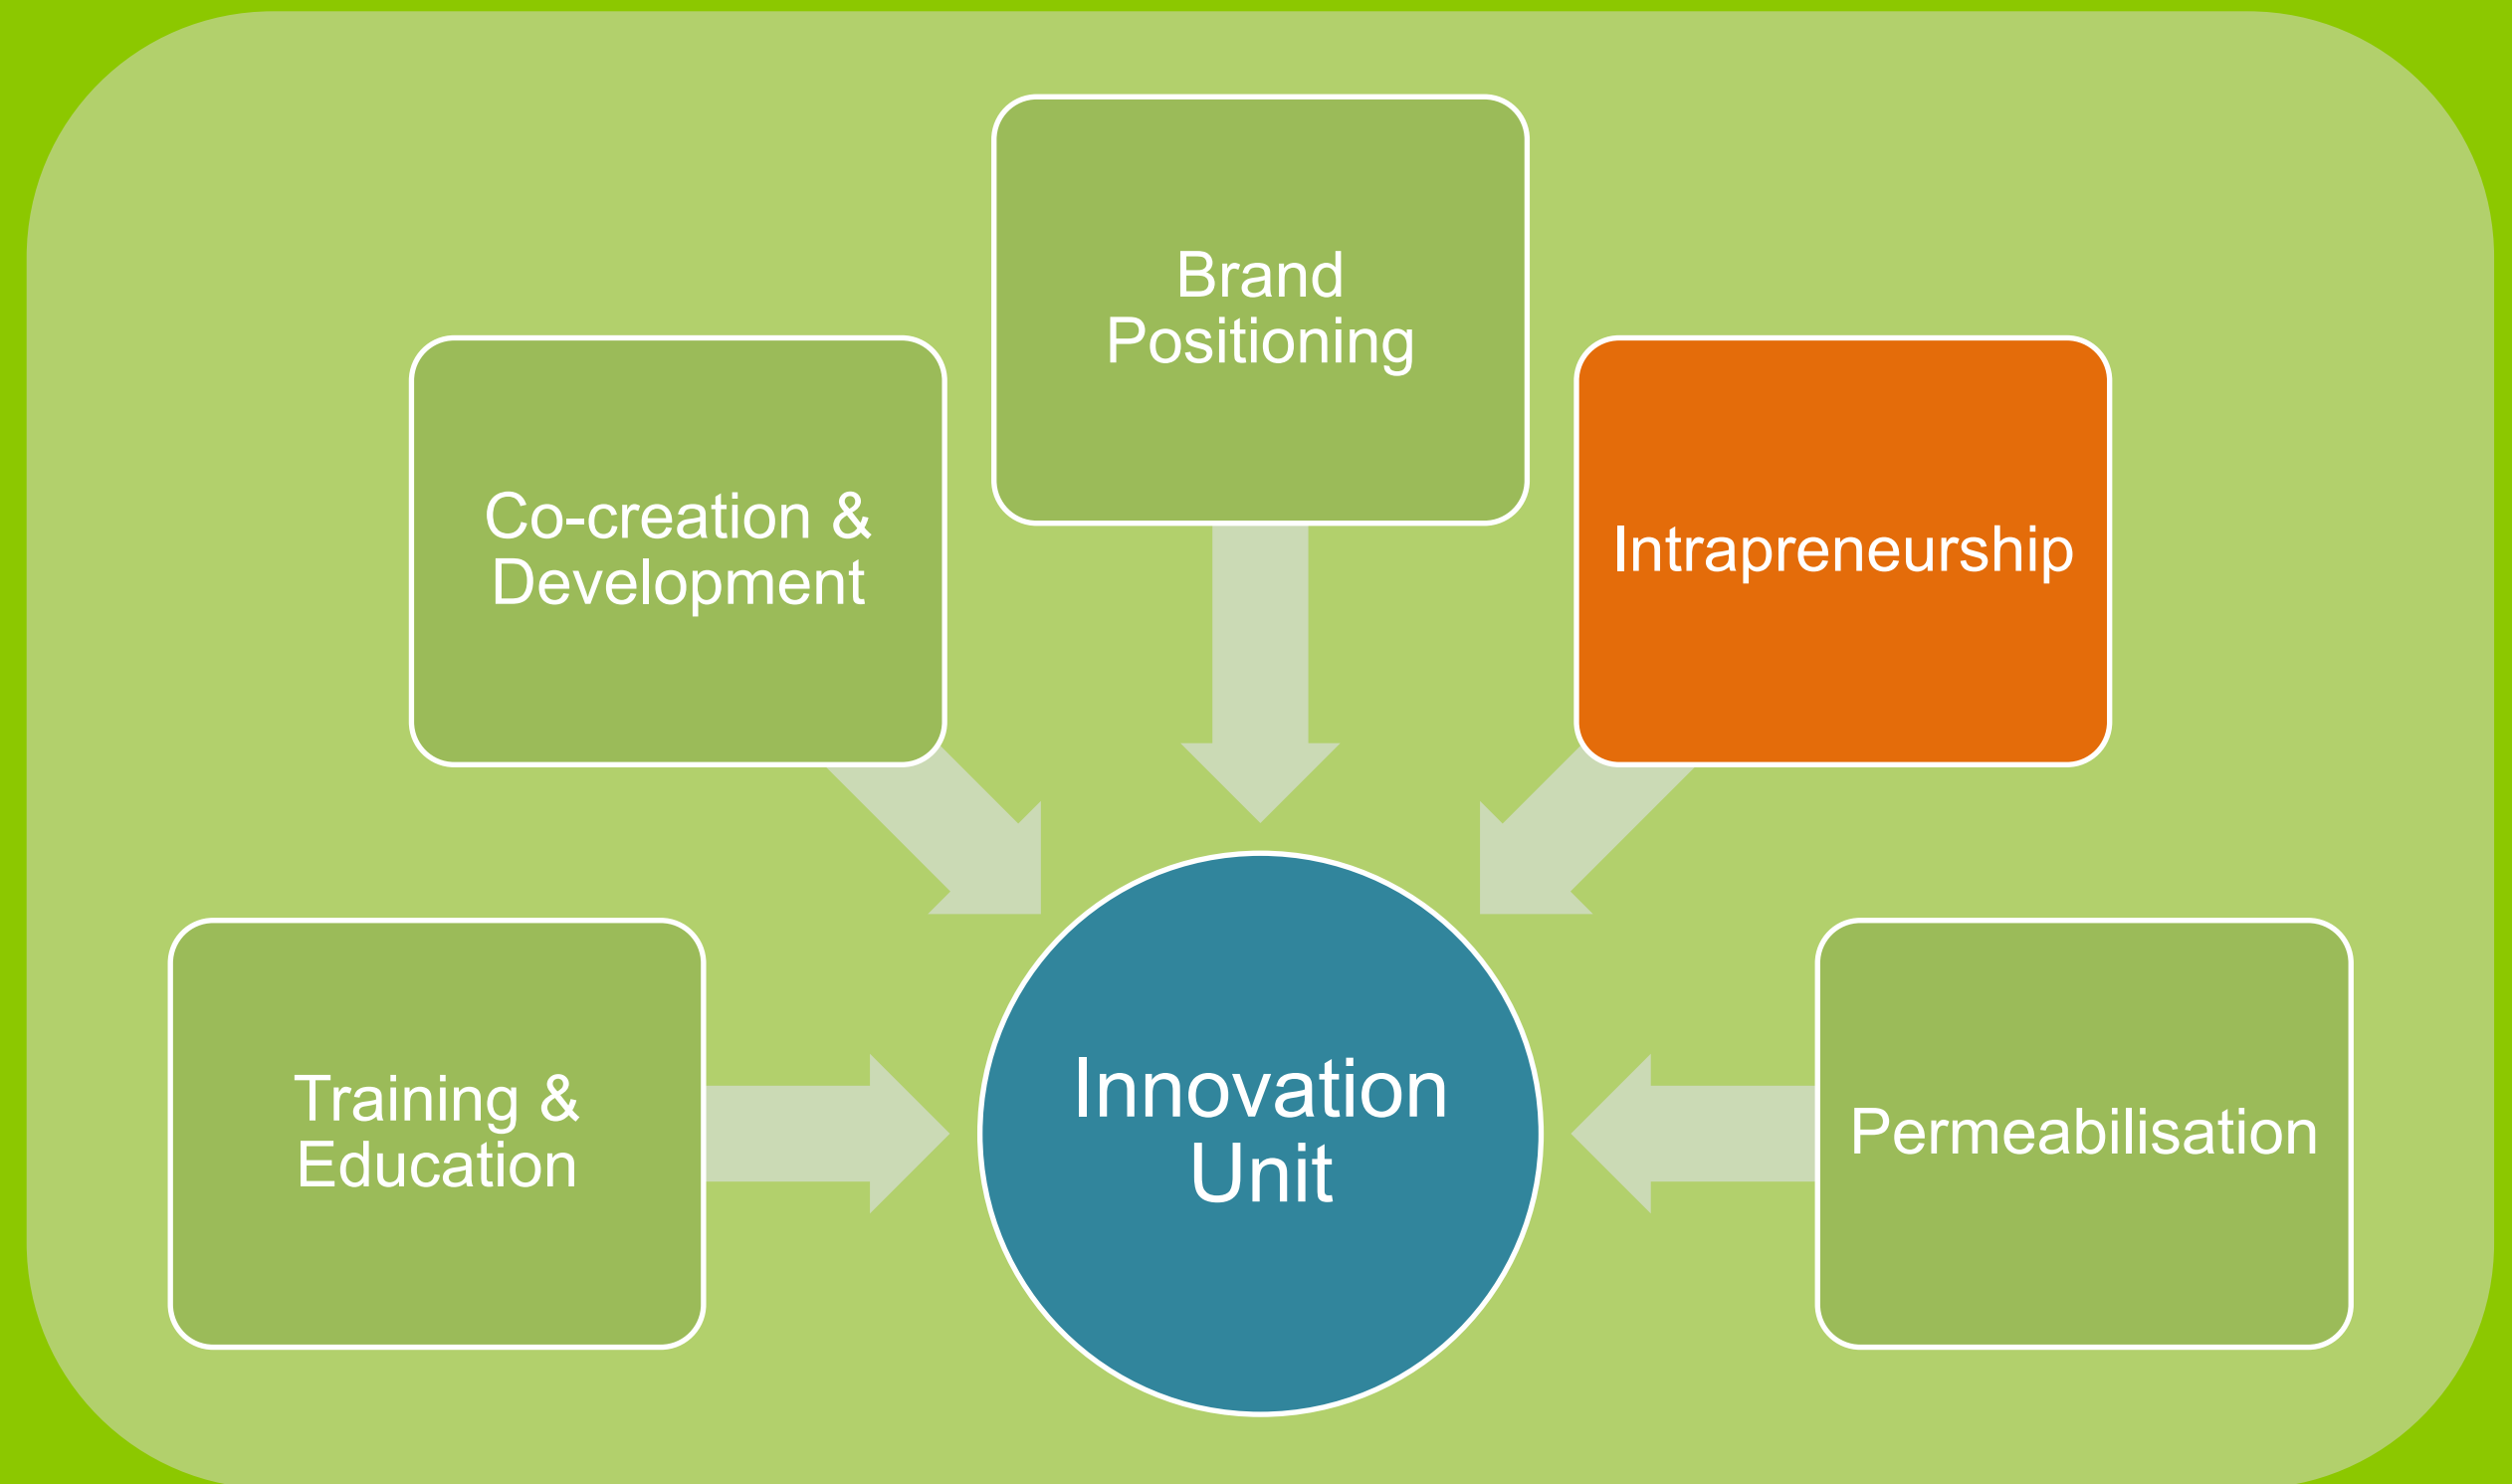 Brand
Positioning
Co-creation &
Development
Intrapreneurship
Training &
Education
Innovation
Unit
Permeabilisation